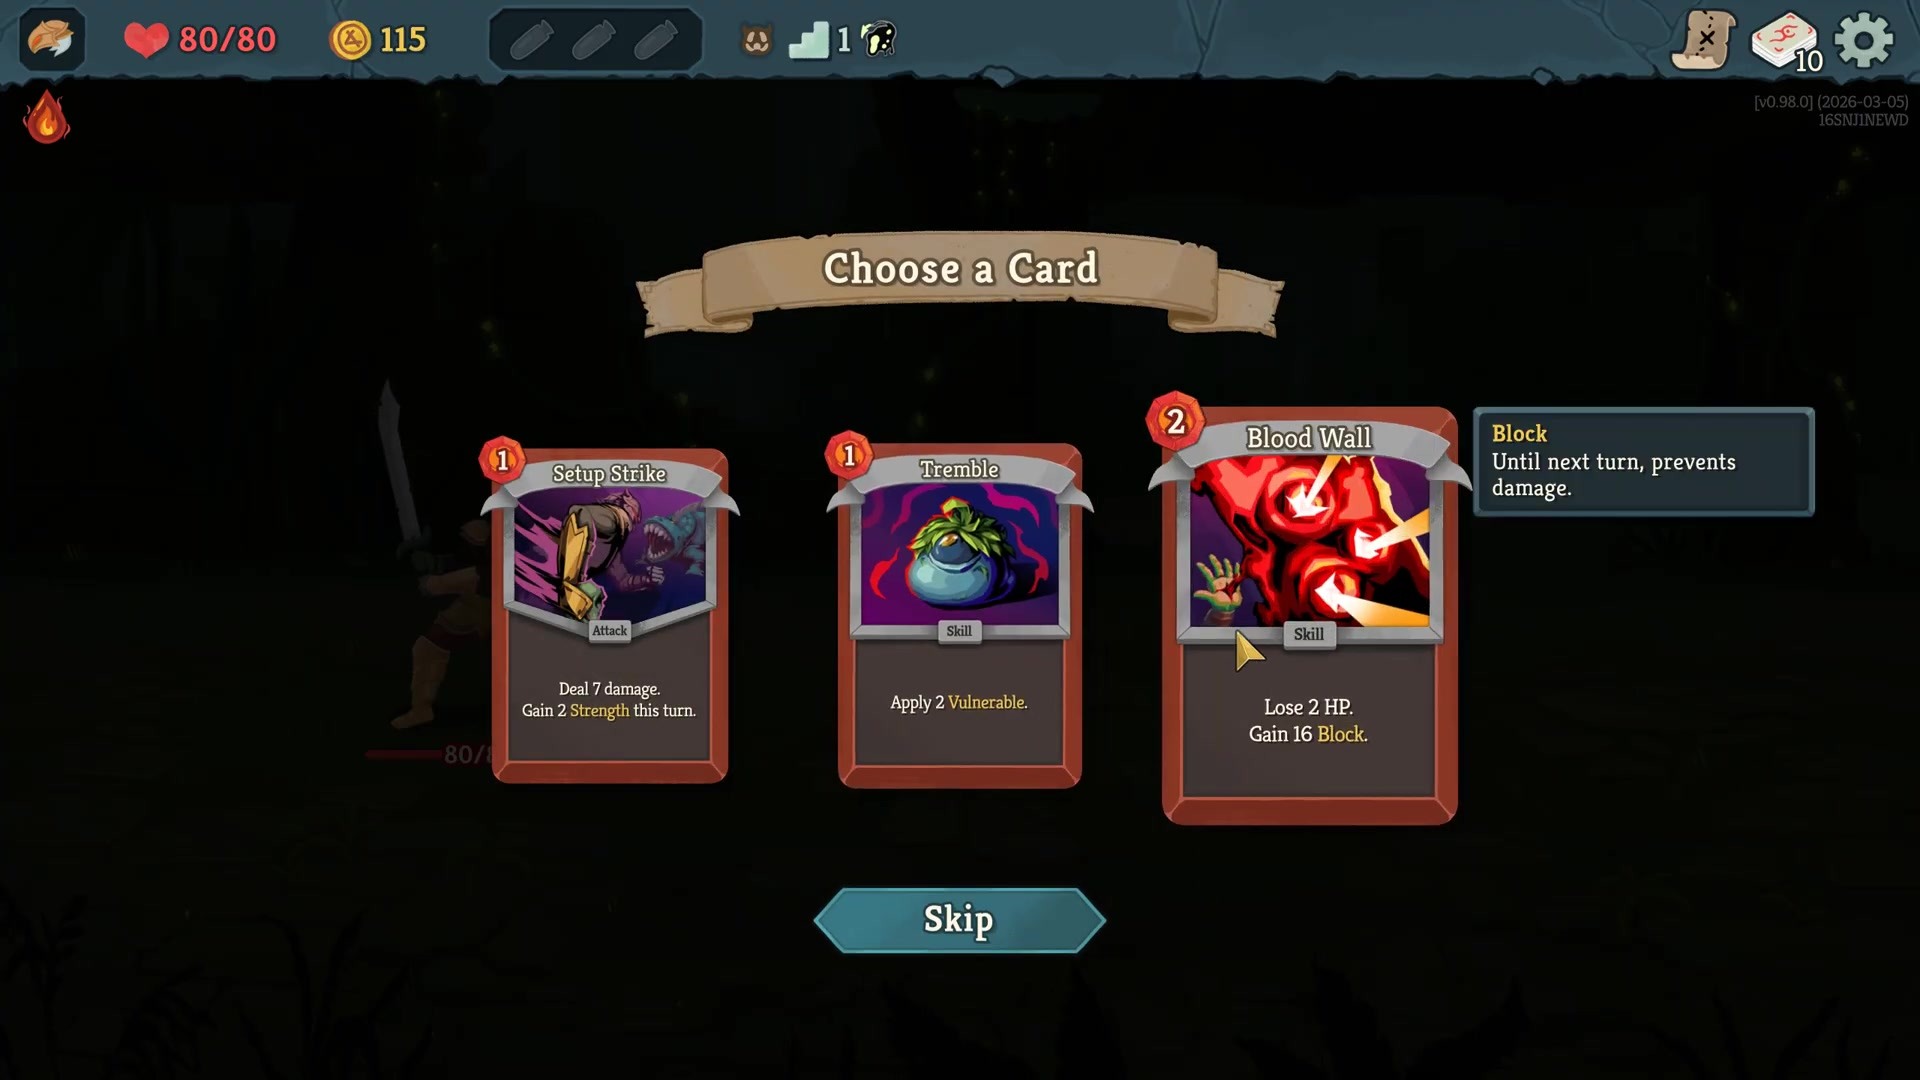 80/80
115
1
10
[v0.98.0] (2026-03-05)
16SNJ1NEWD
Choose a Card
1
Setup Strike
Attack
Deal 7 damage.
Gain 2 Strength this turn.
1
Tremble
Skill
Apply 2 Vulnerable.
2
Blood Wall
Skill
Lose 2 HP.
Gain 16 Block.
Block
Until next turn, prevents
damage.
80/8
Skip